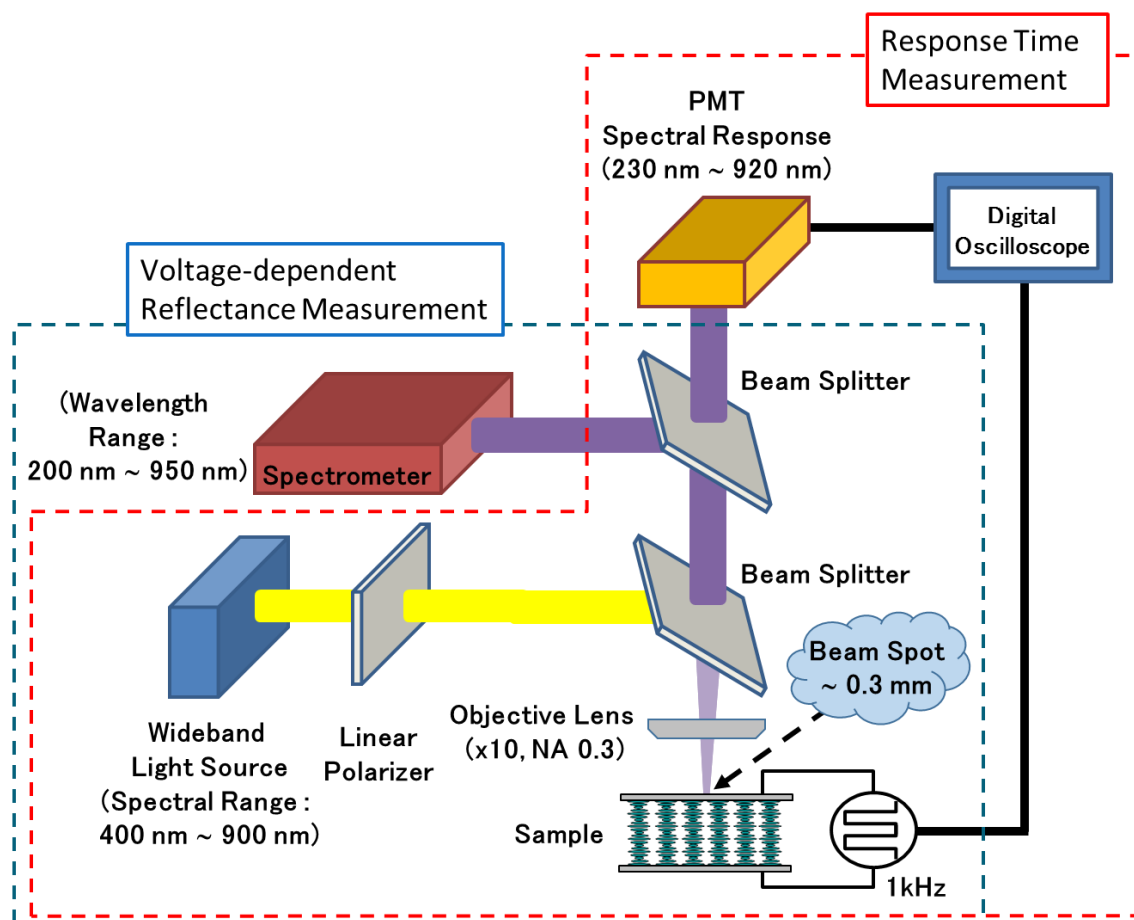 Response Time
Measurement
PMT
Spectral Response
(230 nm ~ 920 nm)
Digital
Oscilloscope
Voltage-dependent
Reflectance Measurement
Beam Splitter
(Wavelength
Range :
200 nm ~ 950 nm)
Spectrometer
Beam Splitter
Beam Spot
~ 0.3 mm
Objective Lens
(x10, NA 0.3)
Wideband
Light Source
(Spectral Range :
400 nm ~ 900 nm)
Linear
Polarizer
Sample
1kHz